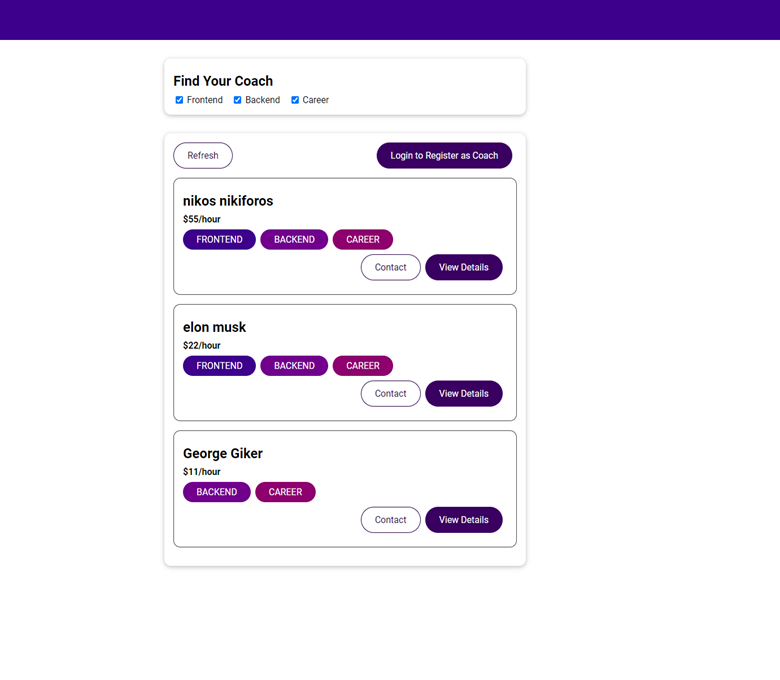 Find Your Coach
Frontend Backend Career
Refresh Login to Register as Coach
nikos nikiforos
$55/hour
FRONTEND BACKEND CAREER
Contact View Details
elon musk
$22/hour
FRONTEND BACKEND CAREER
Contact View Details
George Giker
$11/hour
BACKEND CAREER
Contact View Details